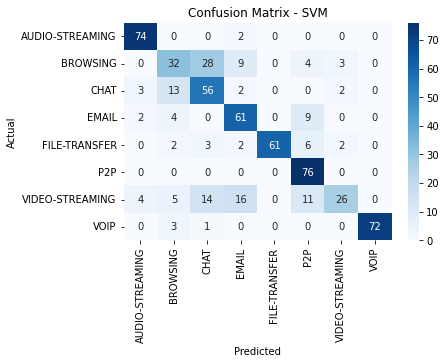 Confusion Matrix - SVM
Actual
AUDIO-STREAMING 74 0 0 2 0 0 0 0
BROWSING 0 32 28 9 0 4 3 0
CHAT 3 13 56 2 0 0 2 0
EMAIL 2 4 0 61 0 9 0 0
FILE-TRANSFER 0 2 3 2 61 6 2 0
P2P 0 0 0 0 0 76 0 0
VIDEO-STREAMING 4 5 14 16 0 11 26 0
VOIP 0 3 1 0 0 0 0 72
AUDIO-STREAMING
BROWSING
CHAT
EMAIL
FILE-TRANSFER
P2P
VIDEO-STREAMING
VOIP
Predicted
70
60
50
40
30
20
10
0